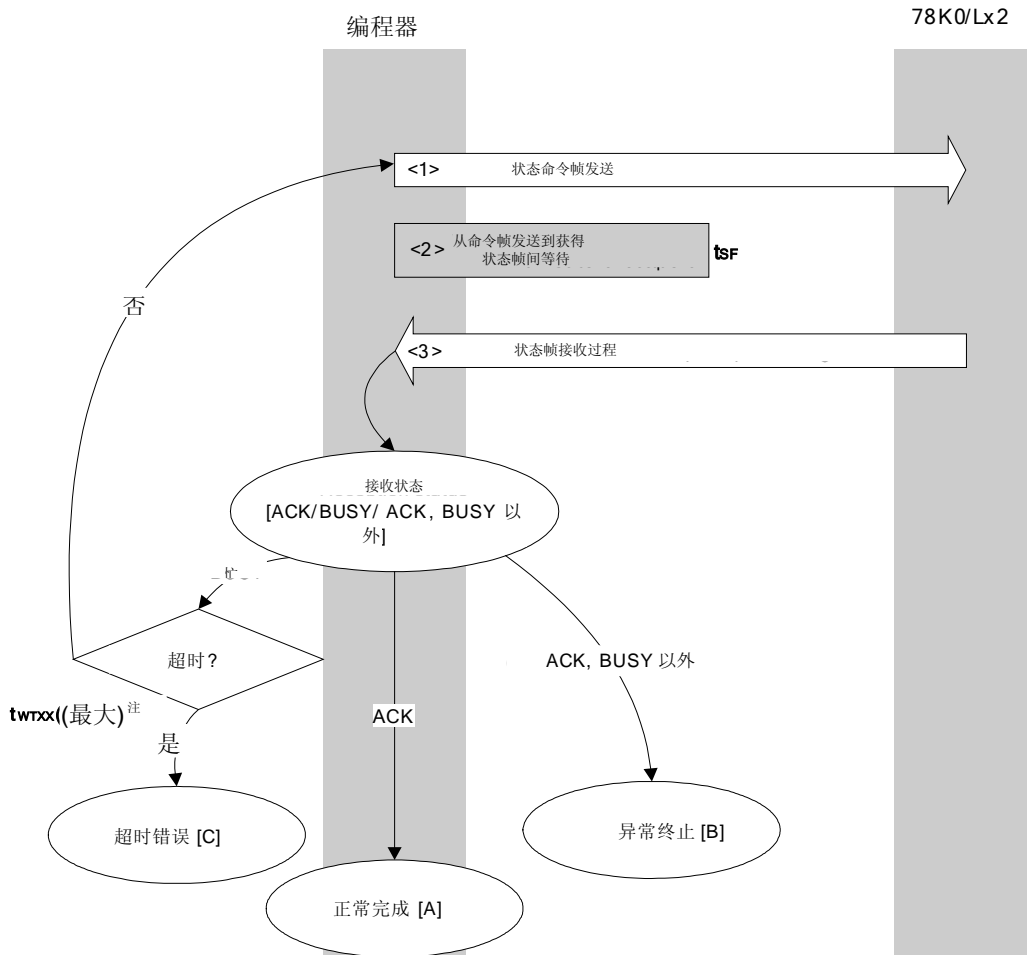 编程器
78K0/Lx2
<1> 状态命令帧发送
<2> 从命令帧发送到获得
状态帧间等待
tSF
否
<3> 状态帧接收过程
接收状态
[ACK/BUSY/ ACK, BUSY 以
外]
忙
超时?
ACK, BUSY 以外
twTXX((最大)注
ACK
是
超时错误 [C]
异常终止 [B]
正常完成 [A]